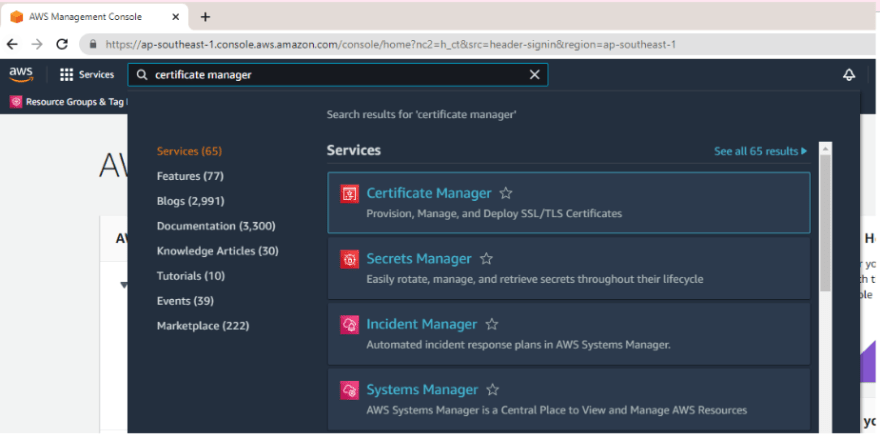 AWS Management Console
https://ap-southeast-1.console.aws.amazon.com/console/home?nc2=h_ct&src=header-signin&region=ap-southeast-1
aws
Services
certificate manager
Resource Groups & Tag
Search results for 'certificate manager'
Services (65)
Features (77)
Blogs (2,991)
Documentation (3,300)
Knowledge Articles (30)
Tutorials (10)
Events (39)
Marketplace (222)
Services
See all 65 results
Certificate Manager
Provision, Manage, and Deploy SSL/TLS Certificates
Secrets Manager
Easily rotate, manage, and retrieve secrets throughout their lifecycle
Incident Manager
Automated incident response plans in AWS Systems Manager.
Systems Manager
AWS Systems Manager is a Central Place to View and Manage AWS Resources